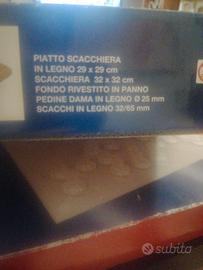 PIATTO SCACCHIERA
IN LEGNO 29 x 29 cm
SCACCHIERA 32 x 32 cm
FONDO RIVESTITO IN PANNO
PEDINE DAMA IN LEGNO Ø 25 mm
SCACCHI IN LEGNO 32/65 mm
subito